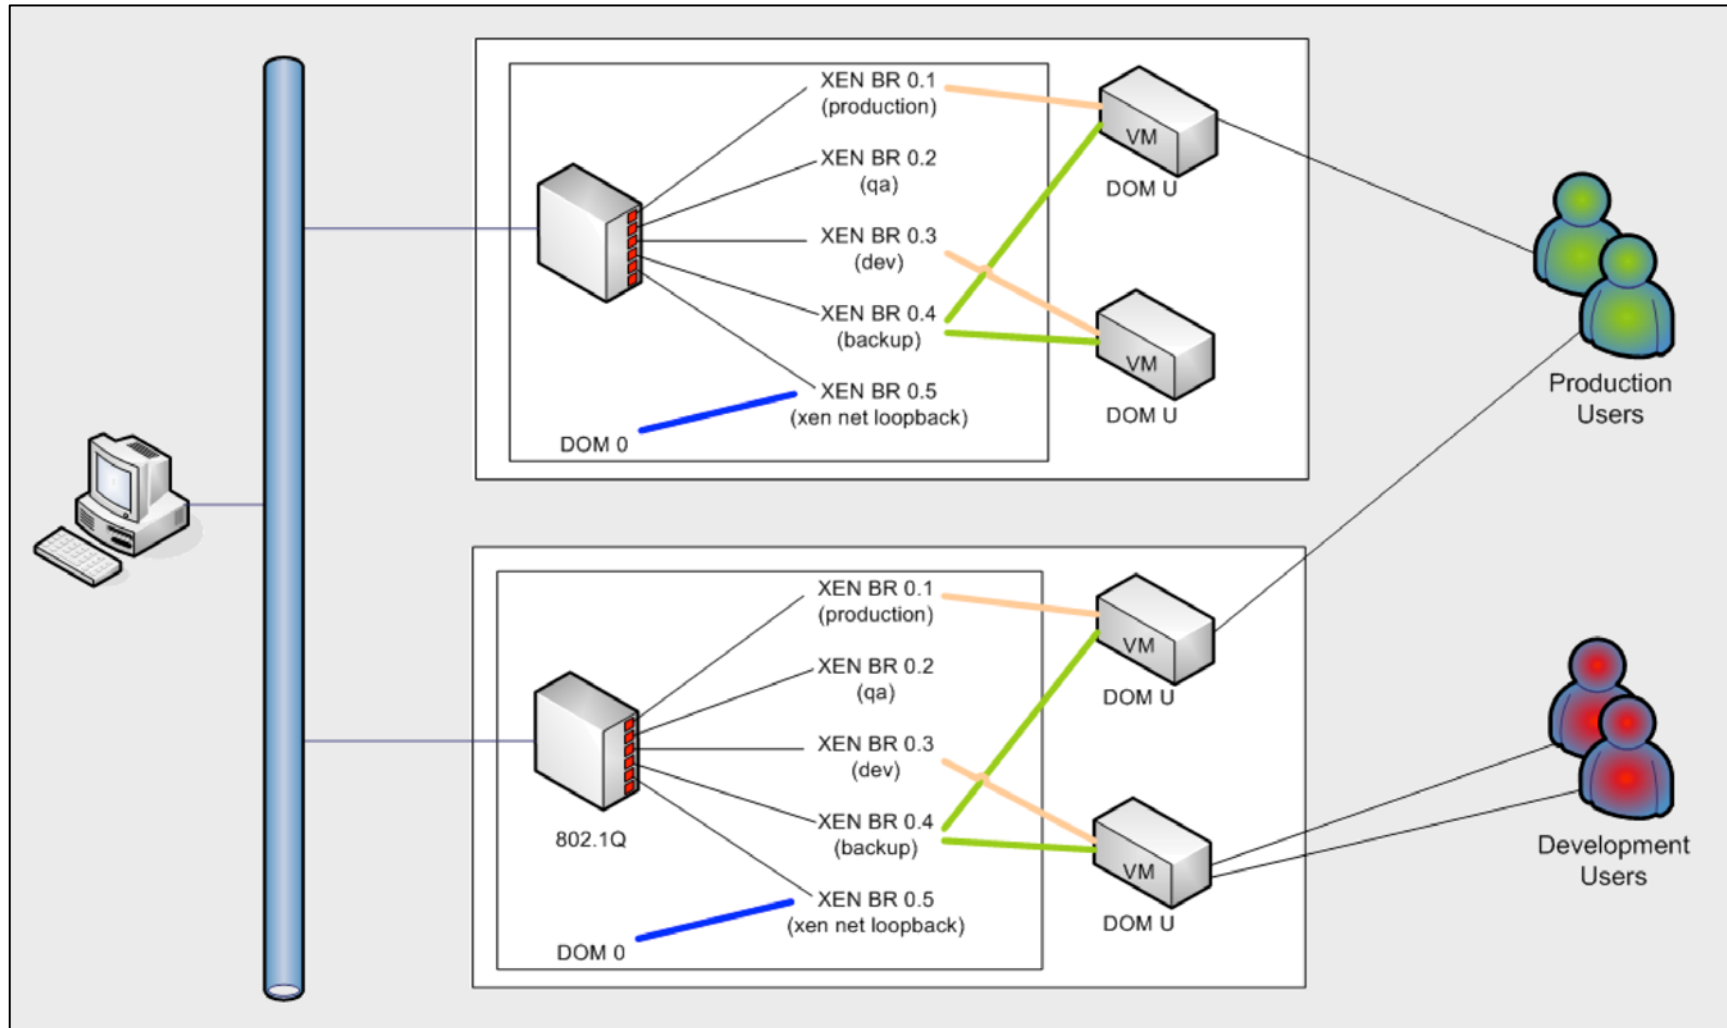 XEN BR 0.1
(production)
XEN BR 0.2
(qa)
XEN BR 0.3
(dev)
XEN BR 0.4
(backup)
XEN BR 0.5
(xen net loopback)
DOM 0
VM
DOM U
VM
DOM U
Production
Users
XEN BR 0.1
(production)
XEN BR 0.2
(qa)
XEN BR 0.3
(dev)
XEN BR 0.4
(backup)
XEN BR 0.5
(xen net loopback)
802.1Q
DOM 0
VM
DOM U
VM
DOM U
Development
Users